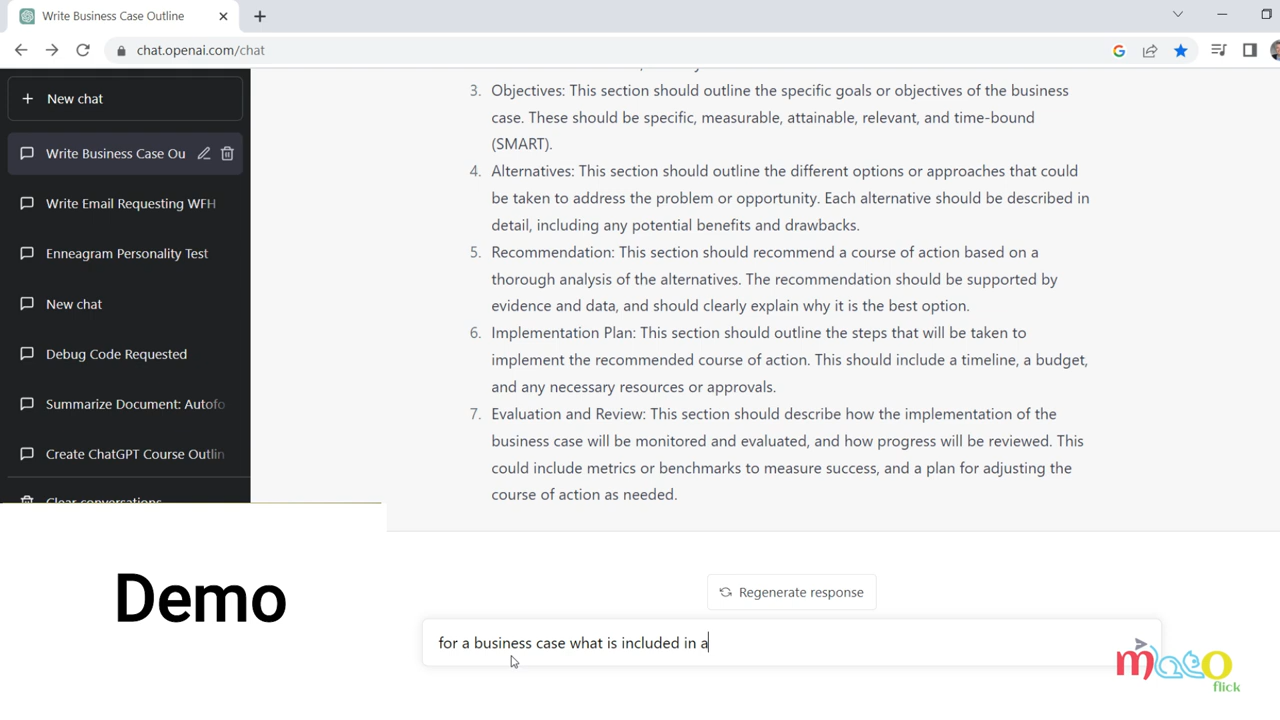 Write Business Case Outline
chat.openai.com/chat
New chat
Write Business Case Ou
Write Email Requesting WFH
Enneagram Personality Test
New chat
Debug Code Requested
Summarize Document: Autofo
Create ChatGPT Course Outlin
Clear conversations
3. Objectives: This section should outline the specific goals or objectives of the business
case. These should be specific, measurable, attainable, relevant, and time-bound
(SMART).
4. Alternatives: This section should outline the different options or approaches that could
be taken to address the problem or opportunity. Each alternative should be described in
detail, including any potential benefits and drawbacks.
5. Recommendation: This section should recommend a course of action based on a
thorough analysis of the alternatives. The recommendation should be supported by
evidence and data, and should clearly explain why it is the best option.
6. Implementation Plan: This section should outline the steps that will be taken to
implement the recommended course of action. This should include a timeline, a budget,
and any necessary resources or approvals.
7. Evaluation and Review: This section should describe how the implementation of the
business case will be monitored and evaluated, and how progress will be reviewed. This
could include metrics or benchmarks to measure success, and a plan for adjusting the
course of action as needed.
Demo
Regenerate response
for a business case what is included in a
flick